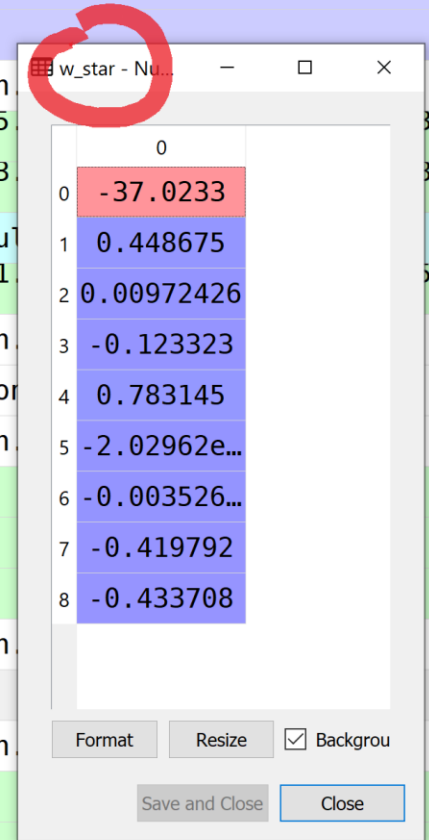 w_star - Nu...
0
0 -37.0233
1 0.448675
2 0.00972426
3 -0.123323
4 0.783145
5 -2.02962e…
6 -0.003526…
7 -0.419792
8 -0.433708
Format Resize Backgrou
Save and Close Close